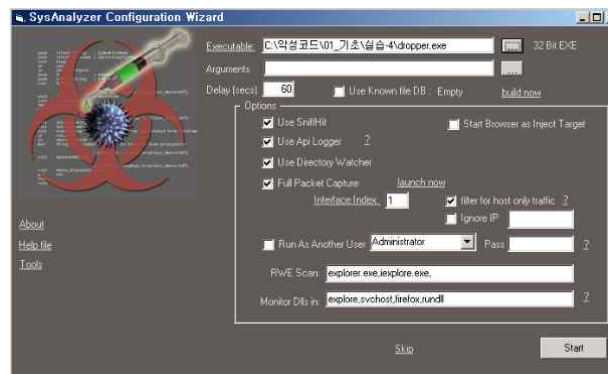 SysAnalyzer Configuration Wizard
Executable: C:\악성코드\01_기초\실습-4\dropper.exe ... 32 Bit EXE
Arguments ...
Delay (secs) 60 Use Known file DB : Empty build now
Options
Use SniffHit Start Browser as Inject Target
Use Api Logger ?
Use Directory Watcher
Full Packet Capture launch now
Interface Index: 1 filter for host only traffic ?
Ignore IP
Run As Another User Administrator Pass ?
RWE Scan: explorer.exe,iexplore.exe,
Monitor Dlls in: explore,svchost,firefox,rundll ?
About
Help file
Tools
Skip
Start